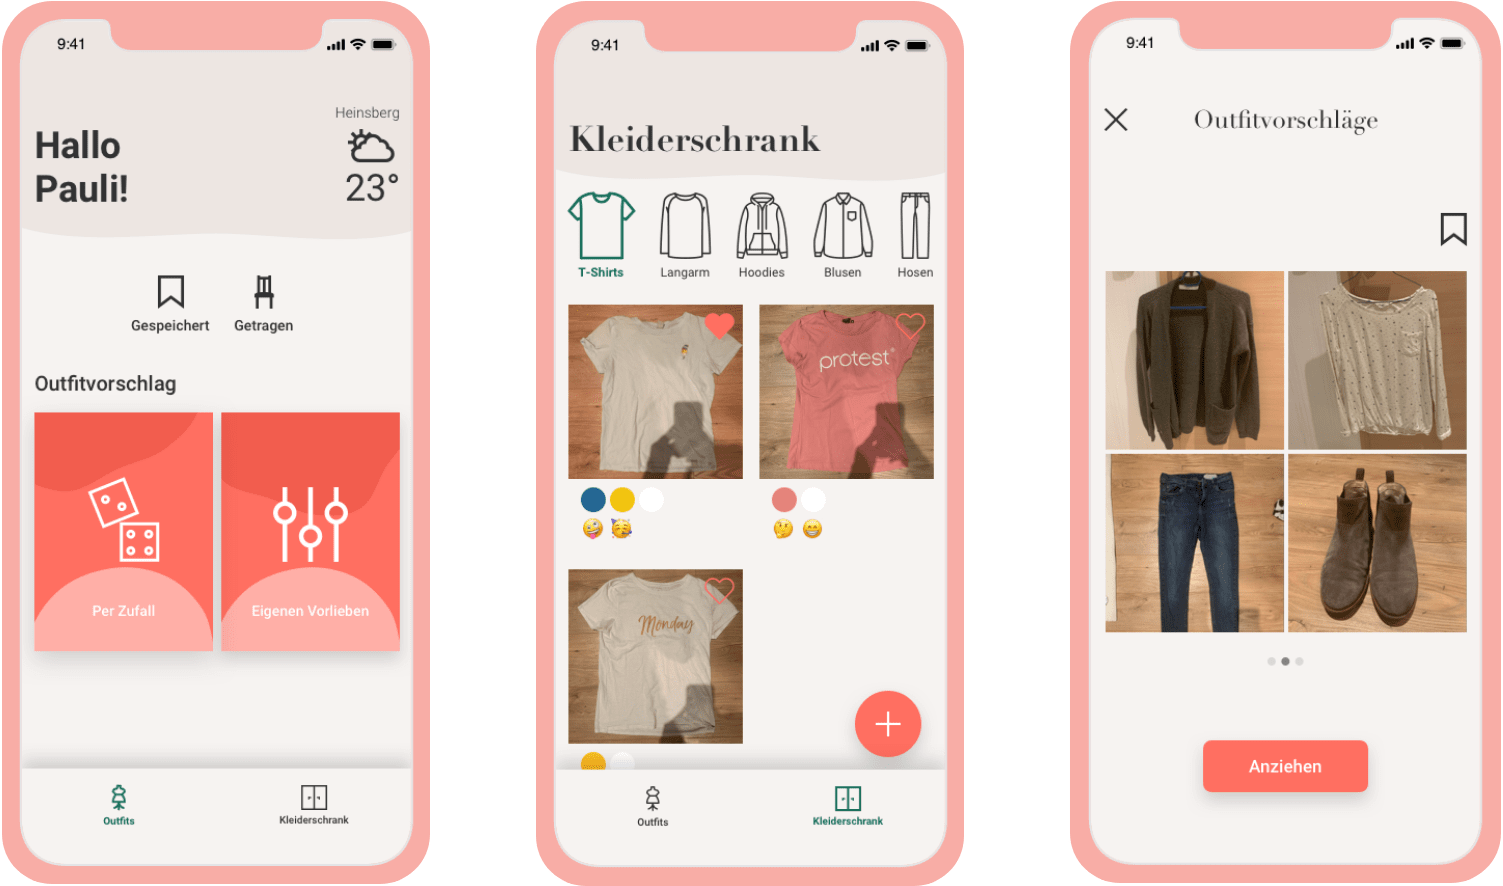 9:41
Heinsberg
Hallo
Pauli!
23°
Gespeichert
Getragen
Outfitvorschlag
Per Zufall
Eigenen Vorlieben
Outfits
Kleiderschrank
9:41
Kleiderschrank
T-Shirts
Langarm
Hoodies
Blusen
Hosen
protest
Monday
Outfits
Kleiderschrank
9:41
Outfitvorschläge
Anziehen